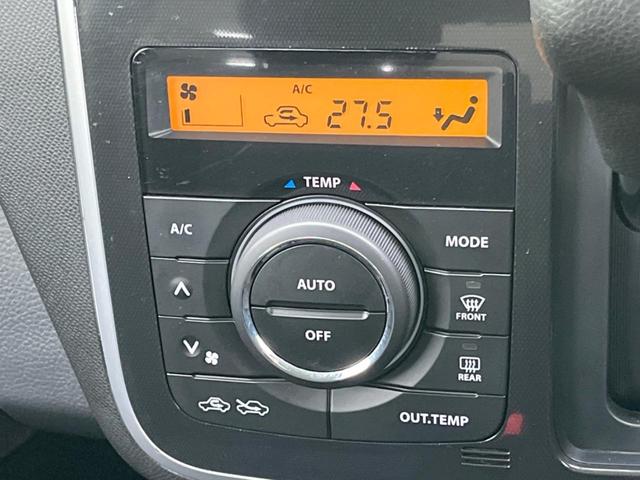 A/C
27.5
TEMP
A/C
MODE
AUTO
OFF
FRONT
REAR
OUT.TEMP